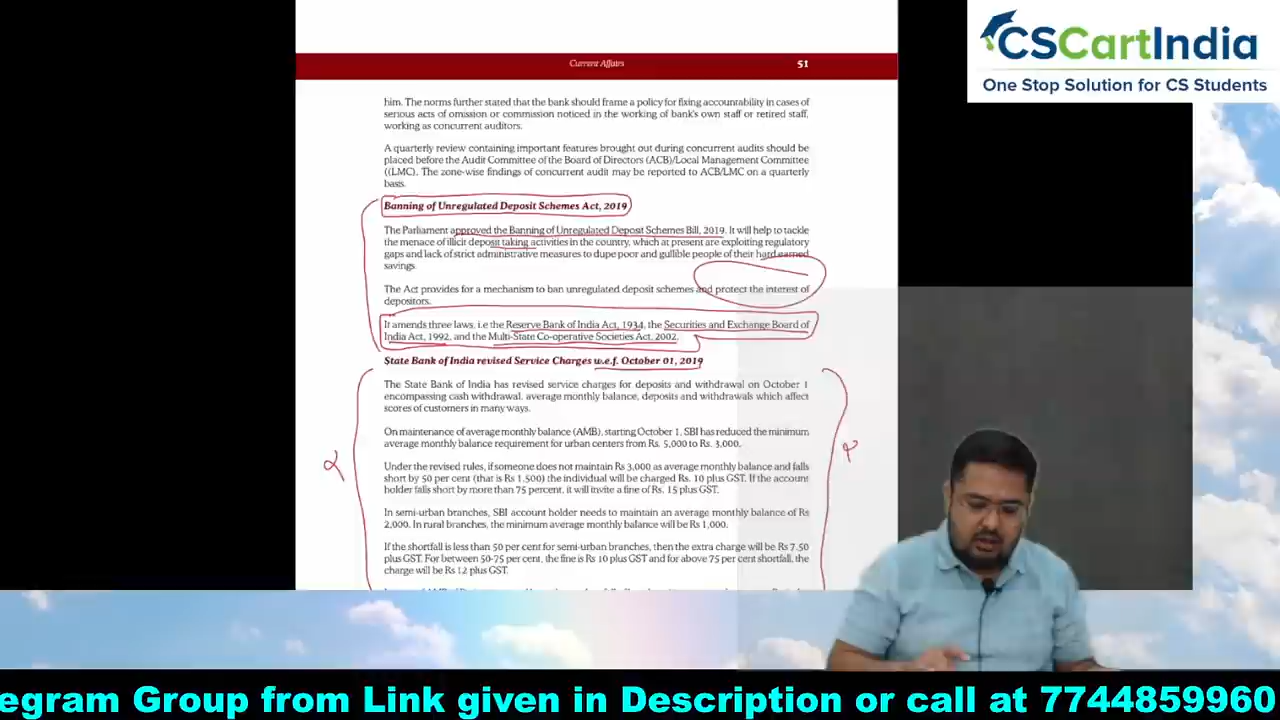 CSCartIndia
One Stop Solution for CS Students
Current Affairs 51
him. The norms further stated that the bank should frame a policy for fixing accountability in cases of
serious acts of omission or commission noticed in the working of bank's own staff or retired staff,
working as concurrent auditors.
A quarterly review containing important features brought out during concurrent audits should be
placed before the Audit Committee of the Board of Directors (ACB)/Local Management Committee
((LMC). The zone-wise findings of concurrent audit may be reported to ACB/LMC on a quarterly
basis.
Banning of Unregulated Deposit Schemes Act, 2019
The Parliament approved the Banning of Unregulated Deposit Schemes Bill, 2019. It will help to tackle
the menace of illicit deposit taking activities in the country, which at present are exploiting regulatory
gaps and lack of strict administrative measures to dupe poor and gullible people of their hard earned
savings.
The Act provides for a mechanism to ban unregulated deposit schemes and protect the interest of
depositors.
It amends three laws, i.e the Reserve Bank of India Act, 1934, the Securities and Exchange Board of
India Act, 1992, and the Multi-State Co-operative Societies Act, 2002.
State Bank of India revised Service Charges w.e.f. October 01, 2019
The State Bank of India has revised service charges for deposits and withdrawal on October 1
encompassing cash withdrawal, average monthly balance, deposits and withdrawals which affect
scores of customers in many ways.
On maintenance of average monthly balance (AMB), starting October 1, SBI has reduced the minimum
average monthly balance requirement for urban centers from Rs. 5,000 to Rs. 3,000.
Under the revised rules, if someone does not maintain Rs 3,000 as average monthly balance and falls
short by 50 per cent (that is Rs 1,500) the individual will be charged Rs. 10 plus GST. If the account
holder falls short by more than 75 percent, it will invite a fine of Rs. 15 plus GST.
In semi-urban branches, SBI account holder needs to maintain an average monthly balance of Rs
2,000. In rural branches, the minimum average monthly balance will be Rs 1,000.
If the shortfall is less than 50 per cent for semi-urban branches, then the extra charge will be Rs 7.50
plus GST. For between 50-75 per cent, the fine is Rs 10 plus GST and for above 75 per cent shortfall, the
charge will be Rs 12 plus GST.
egram Group from Link given in Description or call at 7744859960